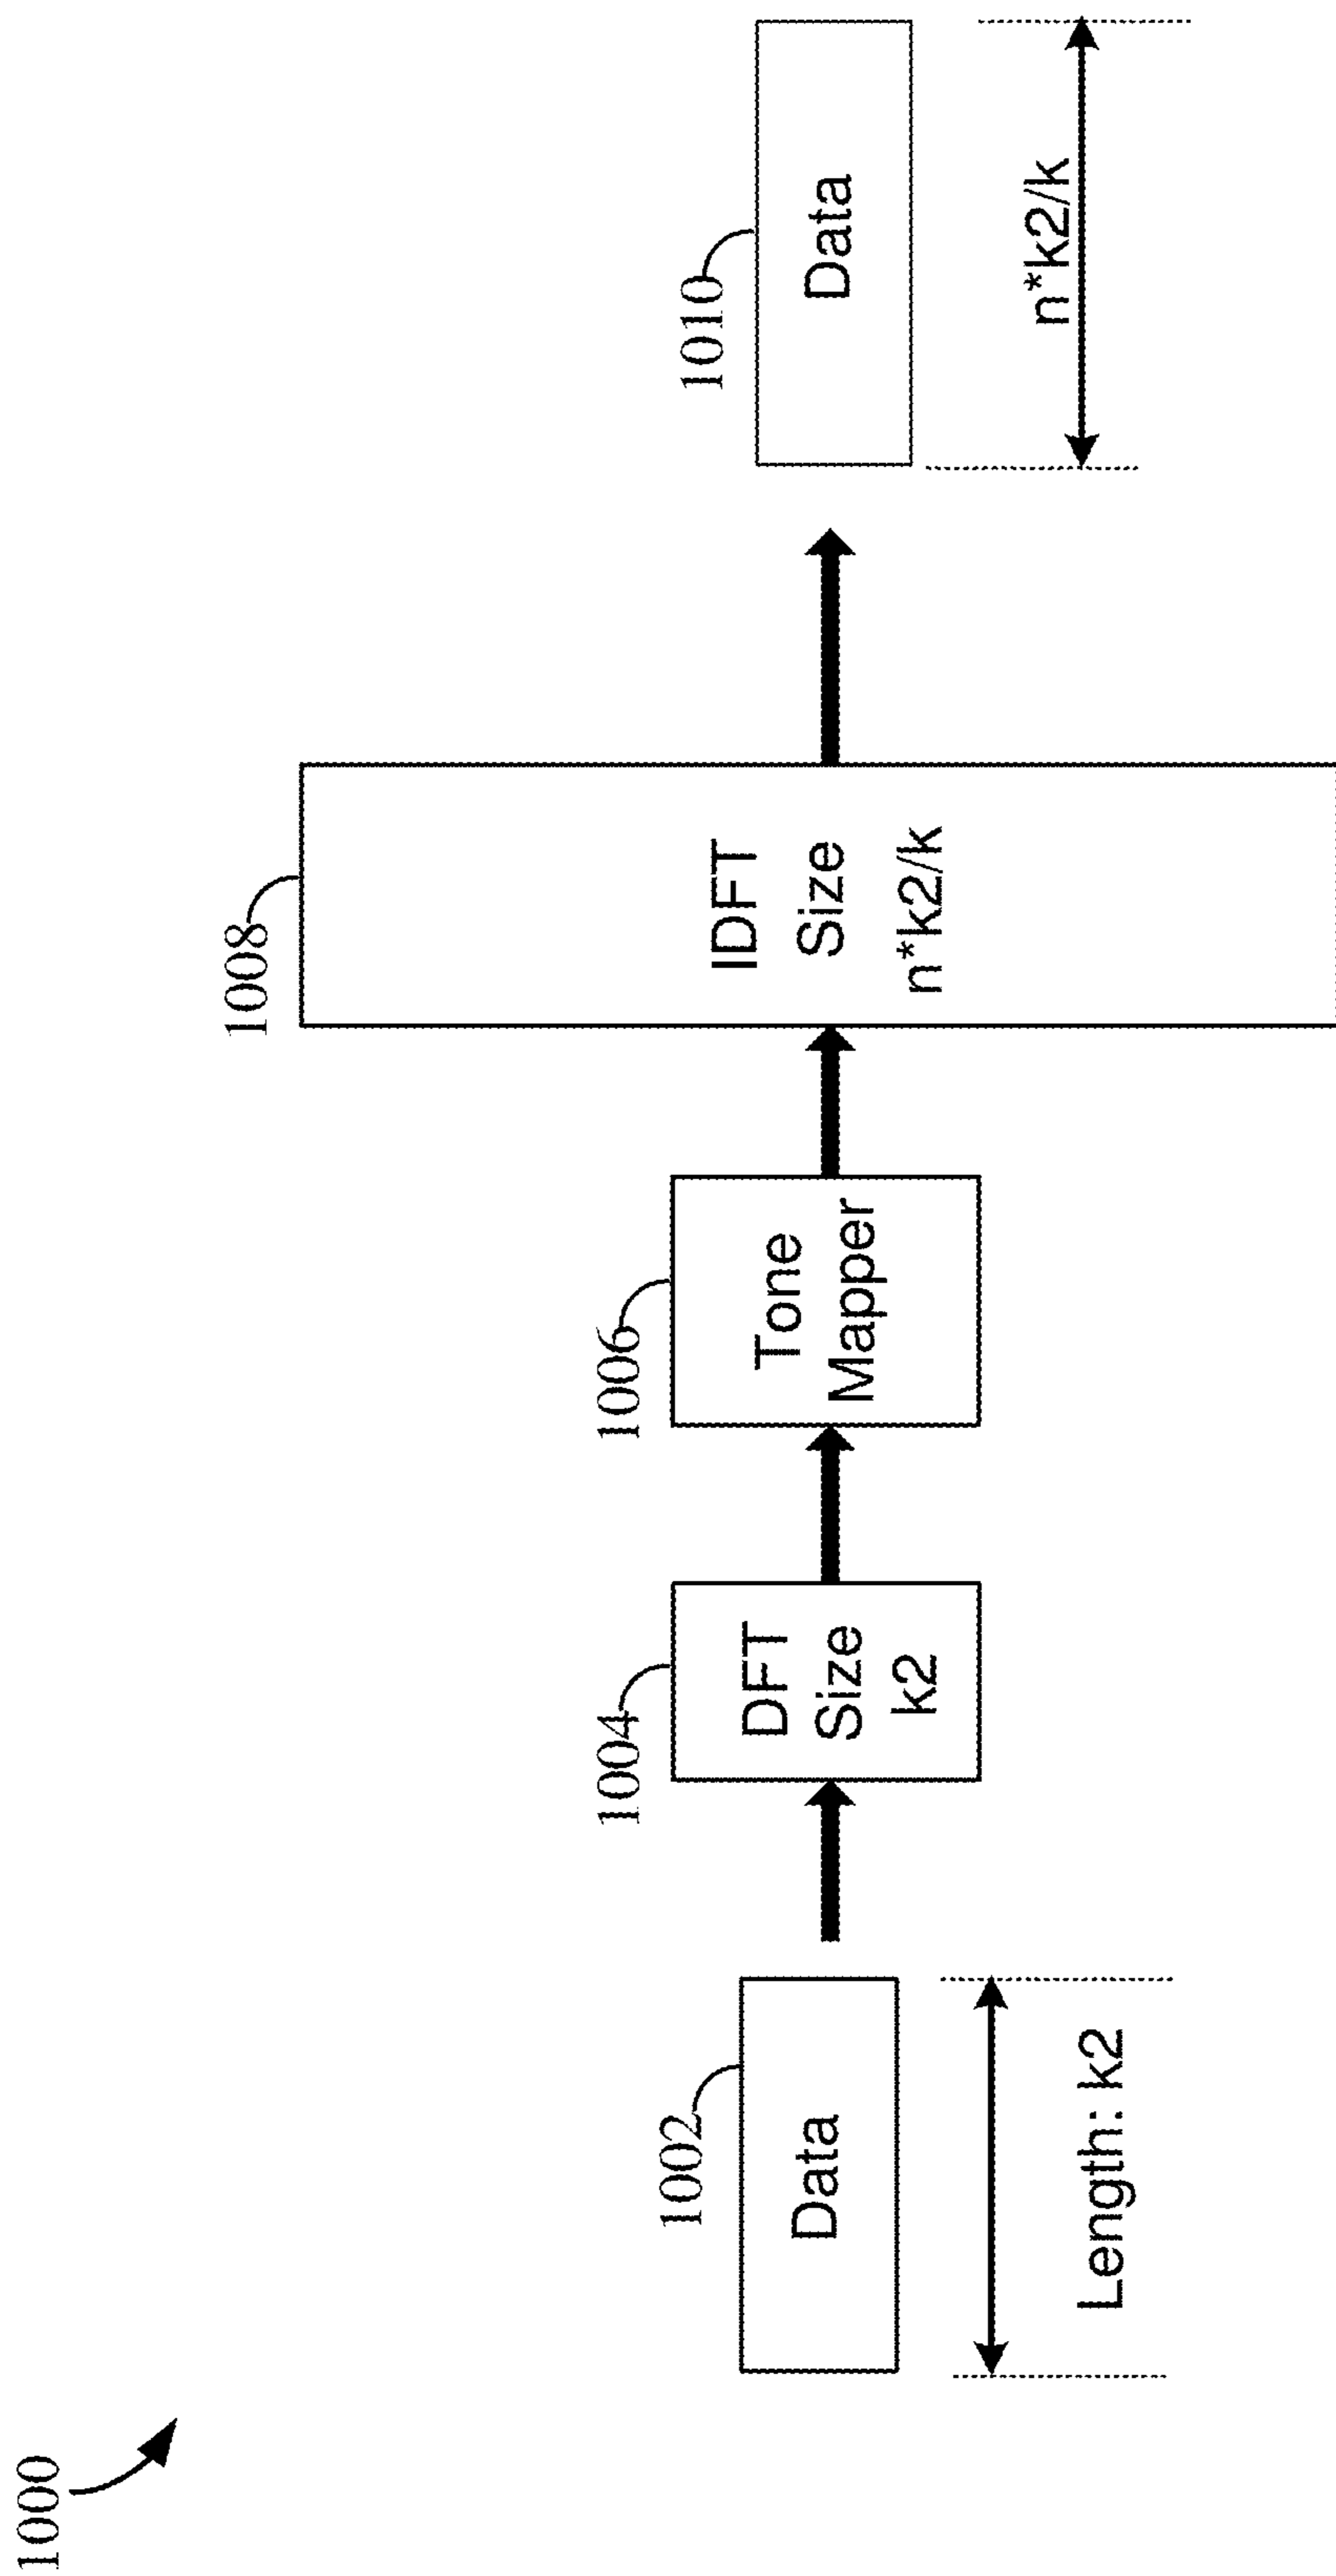 1000
1002
Data
Length: k2
1004
DFT
Size
k2
1006
Tone
Mapper
1008
IDFT
Size
n*k2/k
1010
Data
n*k2/k